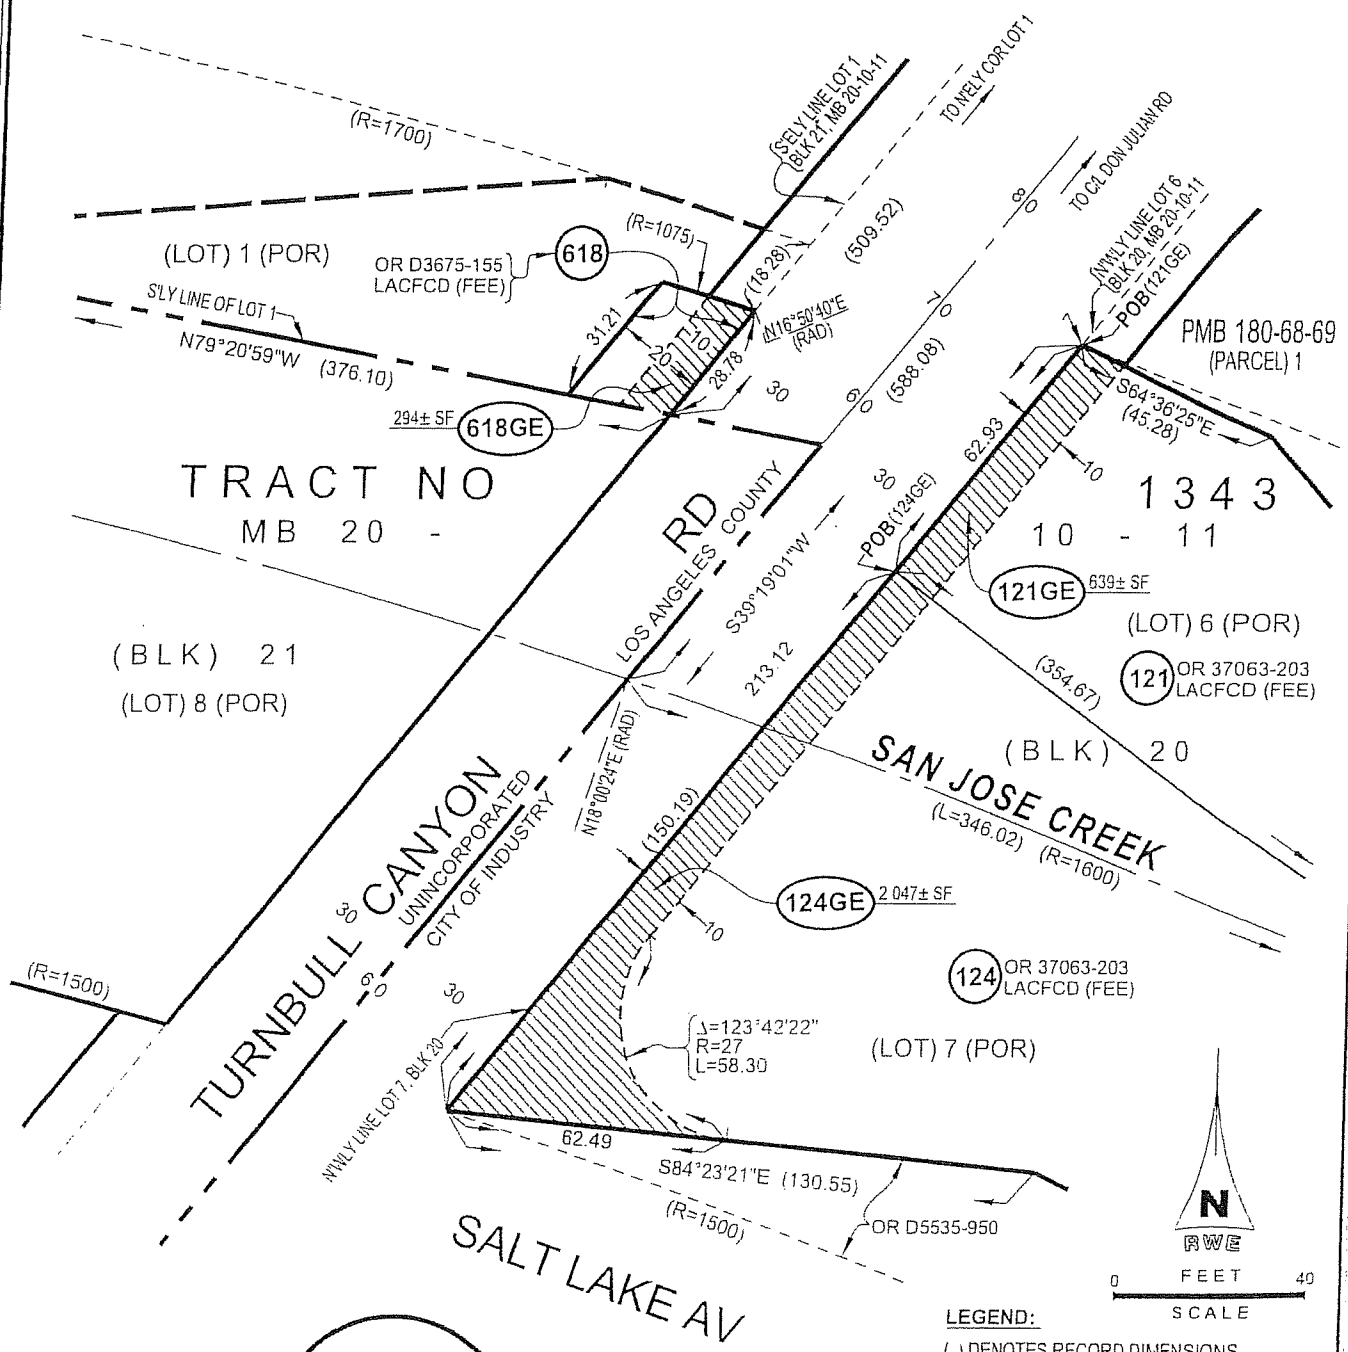 (R=1700)
S'ELY LINE LOT 1
BLK 21, MB 20-10-11
TO N'ELY COR LOT 1
TO C/L DON JULIAN RD
N'WLY LINE LOT 6
BLK 20, MB 20-10-11
POB(121GE)
(LOT) 1 (POR)
OR D3675-155
LACFCD (FEE)
618
(R=1075)
(18.28)
(509.52)
80
S'LY LINE OF LOT 1
N79°20'59"W (376.10)
31.21
20
10
28.78
N16°50'40"E
(RAD)
30
70
(588.08)
60
PMB 180-68-69
(PARCEL) 1
S64°36'25"E
(45.28)
62.93
10
294± SF
618GE
TRACT NO
1343
MB 20 -
10 - 11
RD
LOS ANGELES COUNTY
30
POB(124GE)
S39°19'01"W
121GE
639± SF
(LOT) 6 (POR)
121
OR 37063-203
LACFCD (FEE)
(BLK) 21
(LOT) 8 (POR)
213.12
(354.67)
(BLK) 20
N18°00'24"E (RAD)
SAN JOSE CREEK
(L=346.02) (R=1600)
(150.19)
TURNBULL CANYON
UNINCORPORATED
CITY OF INDUSTRY
30
60
30
124GE
2 047± SF
10
124
OR 37063-203
LACFCD (FEE)
(R=1500)
Δ=123°42'22"
R=27
L=58.30
(LOT) 7 (POR)
N'WLY LINE LOT 7, BLK 20
62.49
S84°23'21"E (130.55)
(R=1500)
OR D5535-950
SALT LAKE AV
N
RWE
0 FEET 40
SCALE
LEGEND:
( ) DENOTES RECORD DIMENSIONS